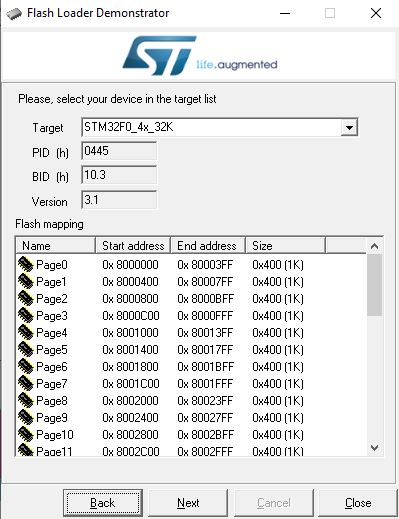 Flash Loader Demonstrator
ST
life.augmented
Please, select your device in the target list
Target STM32F0_4x_32K
PID (h) 0445
BID (h) 10.3
Version 3.1
Flash mapping
Name Start address End address Size
Page0 0x 8000000 0x 80003FF 0x400 (1K)
Page1 0x 8000400 0x 80007FF 0x400 (1K)
Page2 0x 8000800 0x 8000BFF 0x400 (1K)
Page3 0x 8000C00 0x 8000FFF 0x400 (1K)
Page4 0x 8001000 0x 80013FF 0x400 (1K)
Page5 0x 8001400 0x 80017FF 0x400 (1K)
Page6 0x 8001800 0x 8001BFF 0x400 (1K)
Page7 0x 8001C00 0x 8001FFF 0x400 (1K)
Page8 0x 8002000 0x 80023FF 0x400 (1K)
Page9 0x 8002400 0x 80027FF 0x400 (1K)
Page10 0x 8002800 0x 8002BFF 0x400 (1K)
Page11 0x 8002C00 0x 8002FFF 0x400 (1K)
Back Next Cancel Close